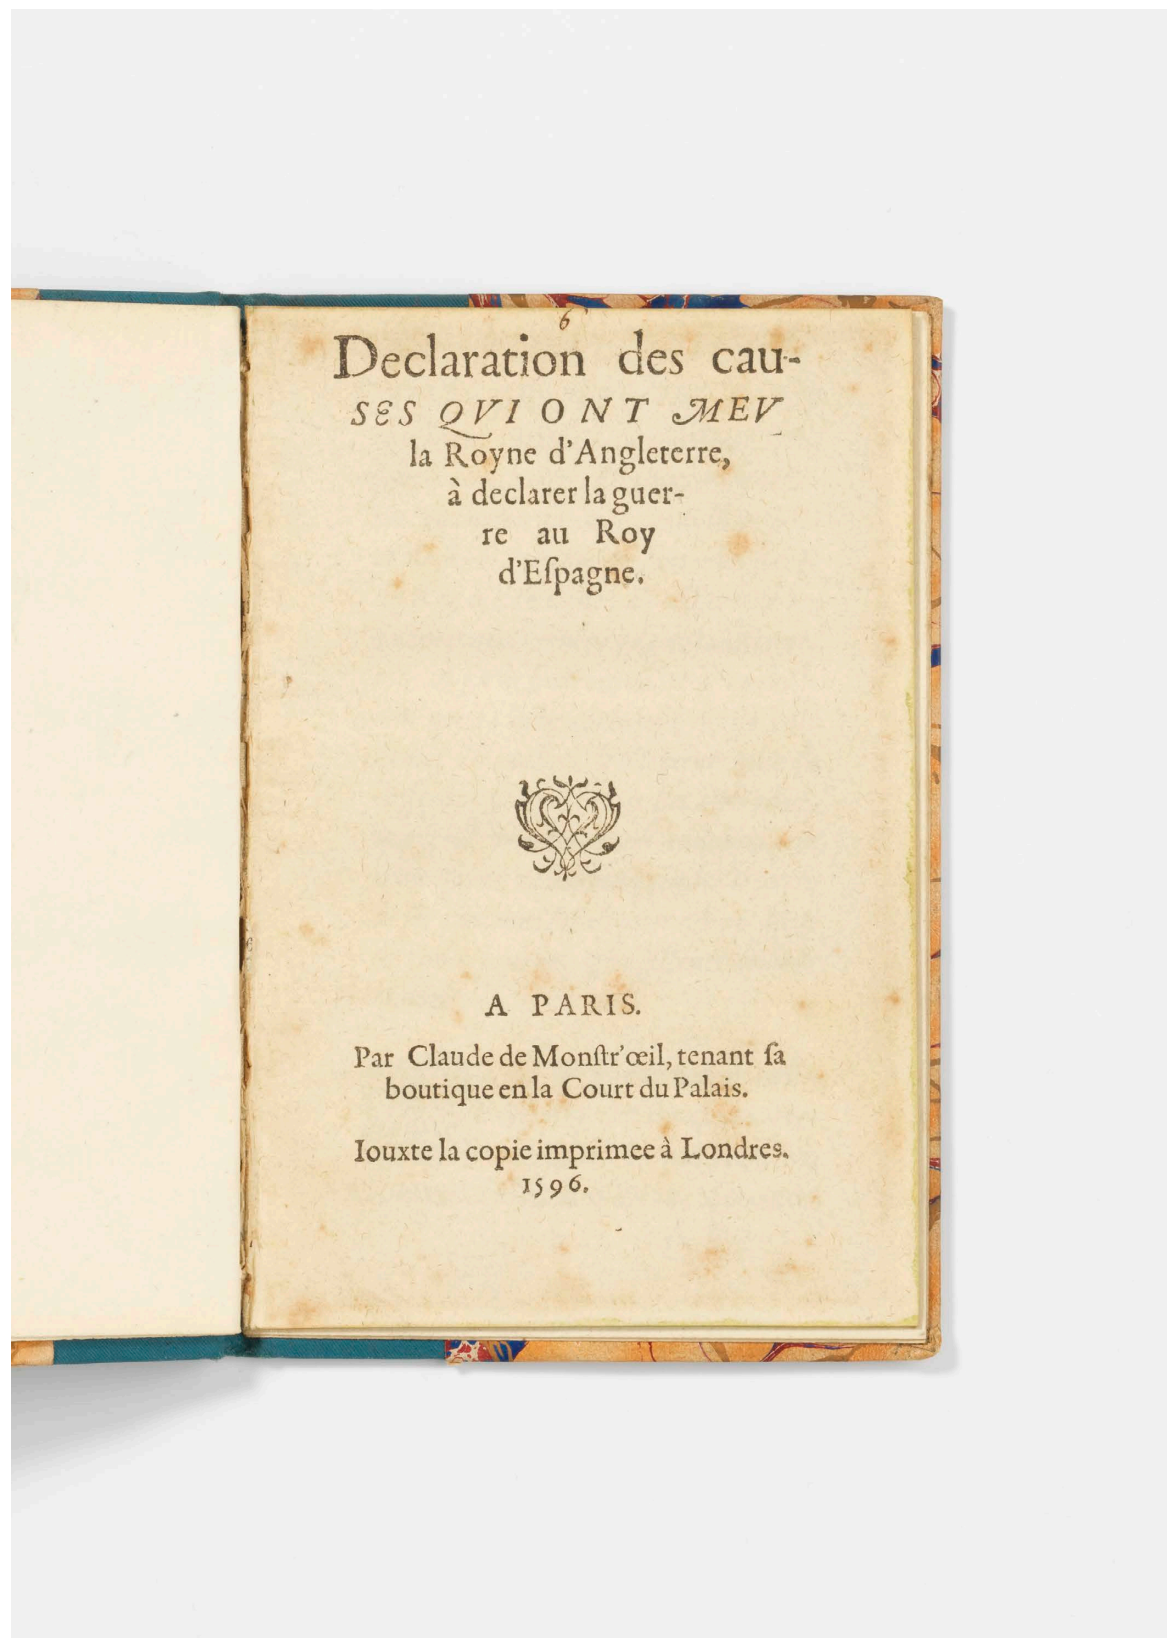 6
Declaration des cau-
SES QVI ONT MEV
la Royne d'Angleterre,
à declarer la guer-
re au Roy
d'Eſpagne.
A PARIS.
Par Claude de Monſtr'œil, tenant ſa
boutique en la Court du Palais.
Iouxte la copie imprimee à Londres.
1596.